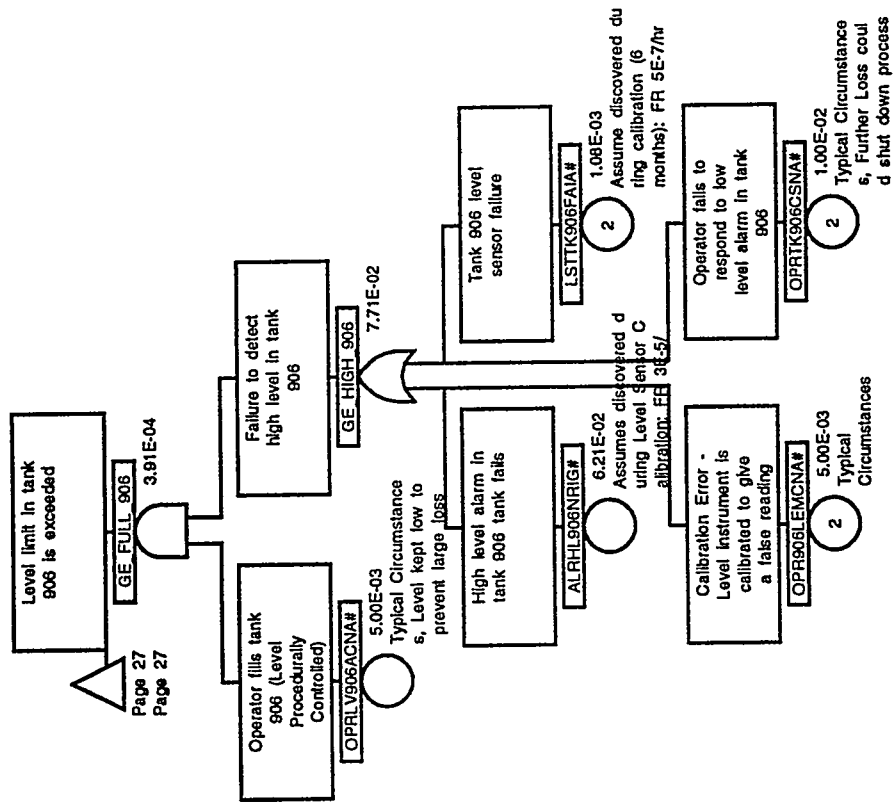 Level limit in tank
906 is exceeded
GE_FULL_906
3.91E-04
Page 27
Page 27
Operator fills tank
906 (Level
Procedurally
Controlled)
OPRLV906ACNA#
5.00E-03
Typical Circumstance
s, Level kept low to
prevent large loss
Failure to detect
high level in tank
906
GE_HIGH_906
7.71E-02
High level alarm in
tank 906 tank fails
ALRHL906NRIG#
6.21E-02
Assumes discovered d
uring Level Sensor C
alibration: FR 3E-5/
Tank 906 level
sensor failure
LSTTK906FAIA#
2
1.08E-03
Assume discovered du
ring calibration (6
months): FR 5E-7/hr
Calibration Error -
Level instrument is
calibrated to give
a false reading
OPR906LEMCNA#
2
5.00E-03
Typical
Circumstances
Operator fails to
respond to low
level alarm in tank
906
OPRTK906CSNA#
2
1.00E-02
Typical Circumstance
s, Further Loss coul
d shut down process